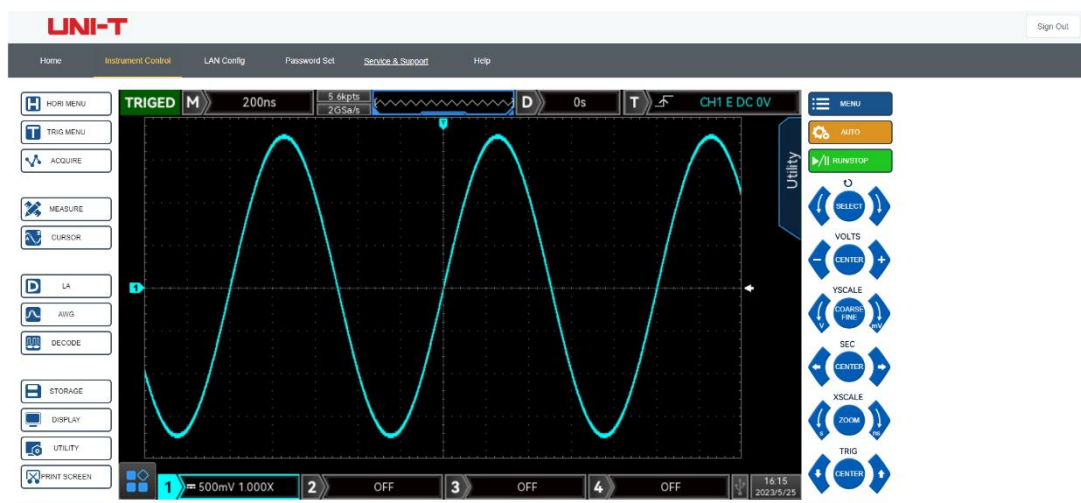 UNI-T
Sign Out
Home Instrument Control LAN Config Password Set Service & Support Help
HORI MENU
TRIG MENU
ACQUIRE
MEASURE
CURSOR
LA
AWG
DECODE
STORAGE
DISPLAY
UTILITY
PRINT SCREEN
TRIGED M 200ns 5.6kpts D 0s T CH1 E DC 0V
2GSa/s
T
Utility
1
1 500mV 1.000X 2 OFF 3 OFF 4 OFF 16:15
2023/5/25
MENU
AUTO
RUN/STOP
SELECT
VOLTS
CENTER
YSCALE
COARSE
FINE
V mV
SEC
CENTER
XSCALE
ZOOM
s ns
TRIG
CENTER